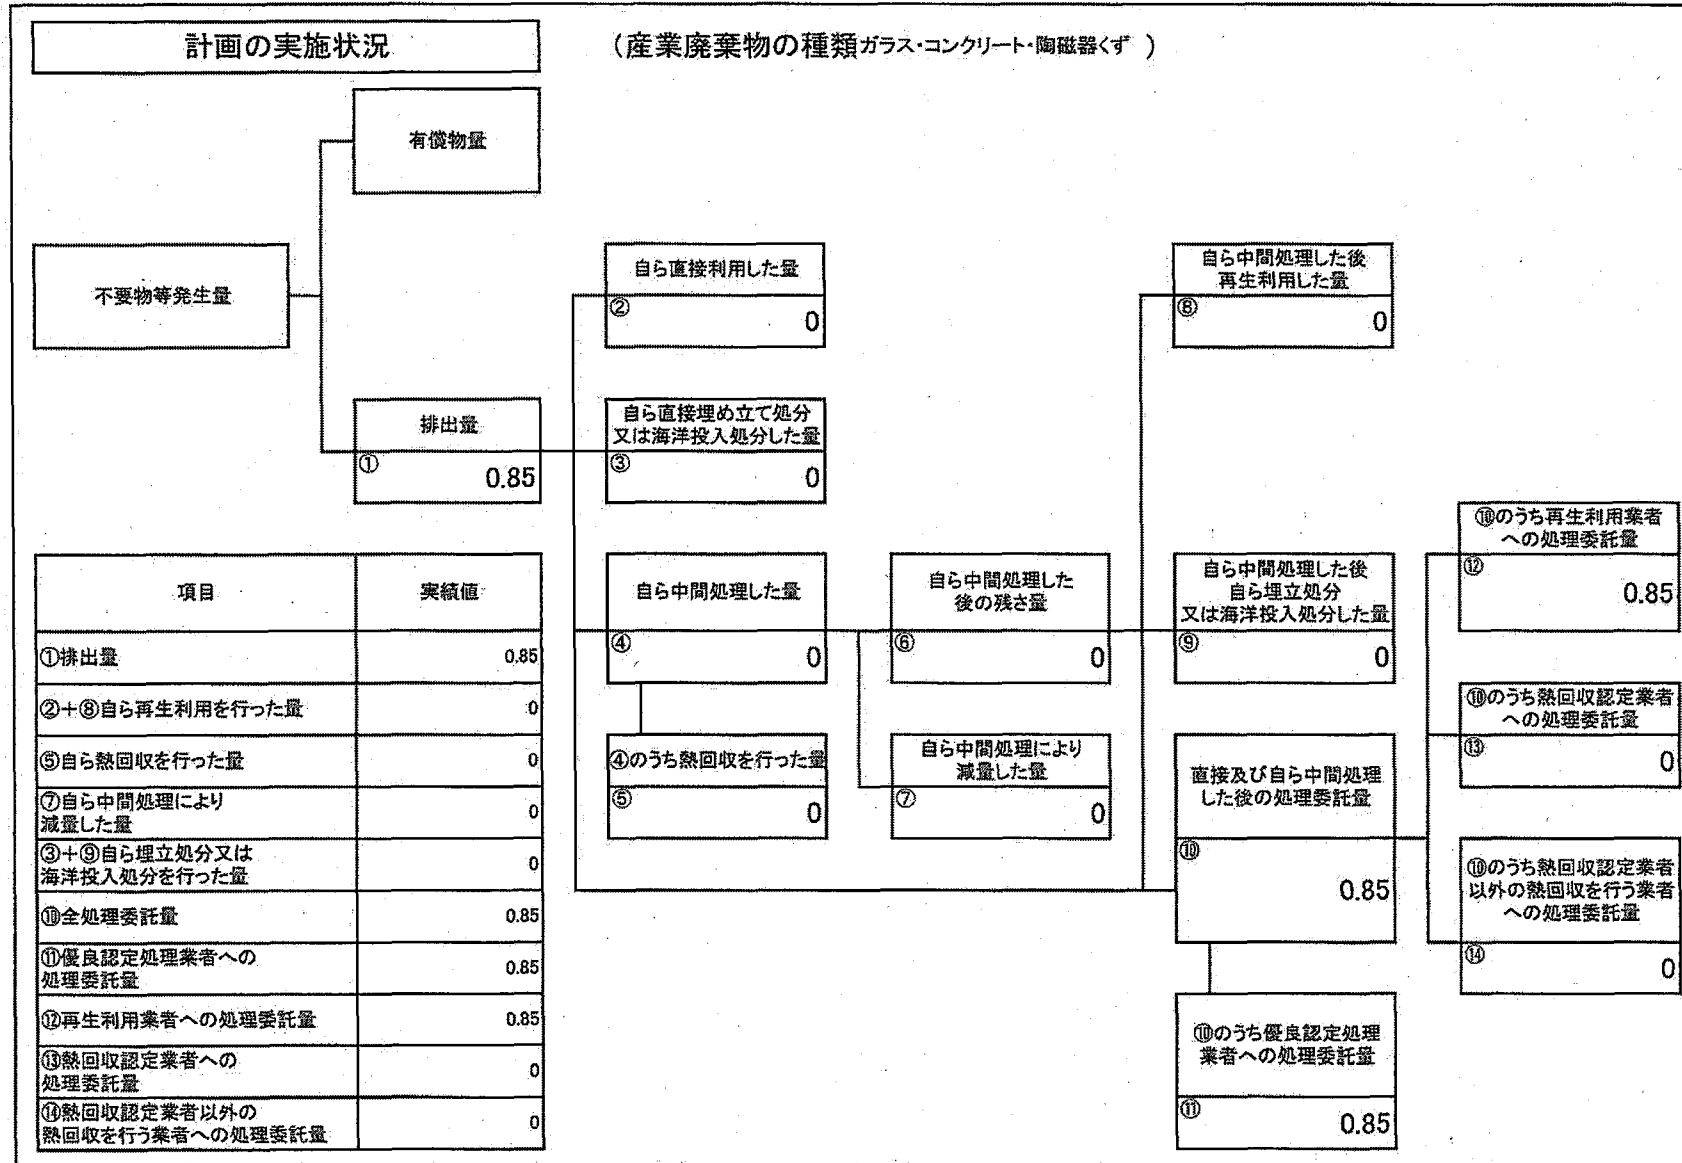 計画の実施状況
（産業廃棄物の種類ガラス・コンクリート・陶磁器くず ）
有償物量
不要物等発生量
排出量
① 0.85
自ら直接利用した量
② 0
自ら直接埋め立て処分
又は海洋投入処分した量
③ 0
自ら中間処理した量
④ 0
④のうち熱回収を行った量
⑤ 0
自ら中間処理した
後の残さ量
⑥ 0
自ら中間処理により
減量した量
⑦ 0
自ら中間処理した後
再生利用した量
⑧ 0
自ら中間処理した後
自ら埋立処分
又は海洋投入処分した量
⑨ 0
直接及び自ら中間処理
した後の処理委託量
⑩ 0.85
⑩のうち優良認定処理
業者への処理委託量
⑪ 0.85
⑩のうち再生利用業者
への処理委託量
⑫ 0.85
⑩のうち熱回収認定業者
への処理委託量
⑬ 0
⑩のうち熱回収認定業者
以外の熱回収を行う業者
への処理委託量
⑭ 0
項目 実績値
①排出量 0.85
②＋⑧自ら再生利用を行った量 0
⑤自ら熱回収を行った量 0
⑦自ら中間処理により
減量した量 0
③＋⑨自ら埋立処分又は
海洋投入処分を行った量 0
⑩全処理委託量 0.85
⑪優良認定処理業者への
処理委託量 0.85
⑫再生利用業者への処理委託量 0.85
⑬熱回収認定業者への
処理委託量 0
⑭熱回収認定業者以外の
熱回収を行う業者への処理委託量 0